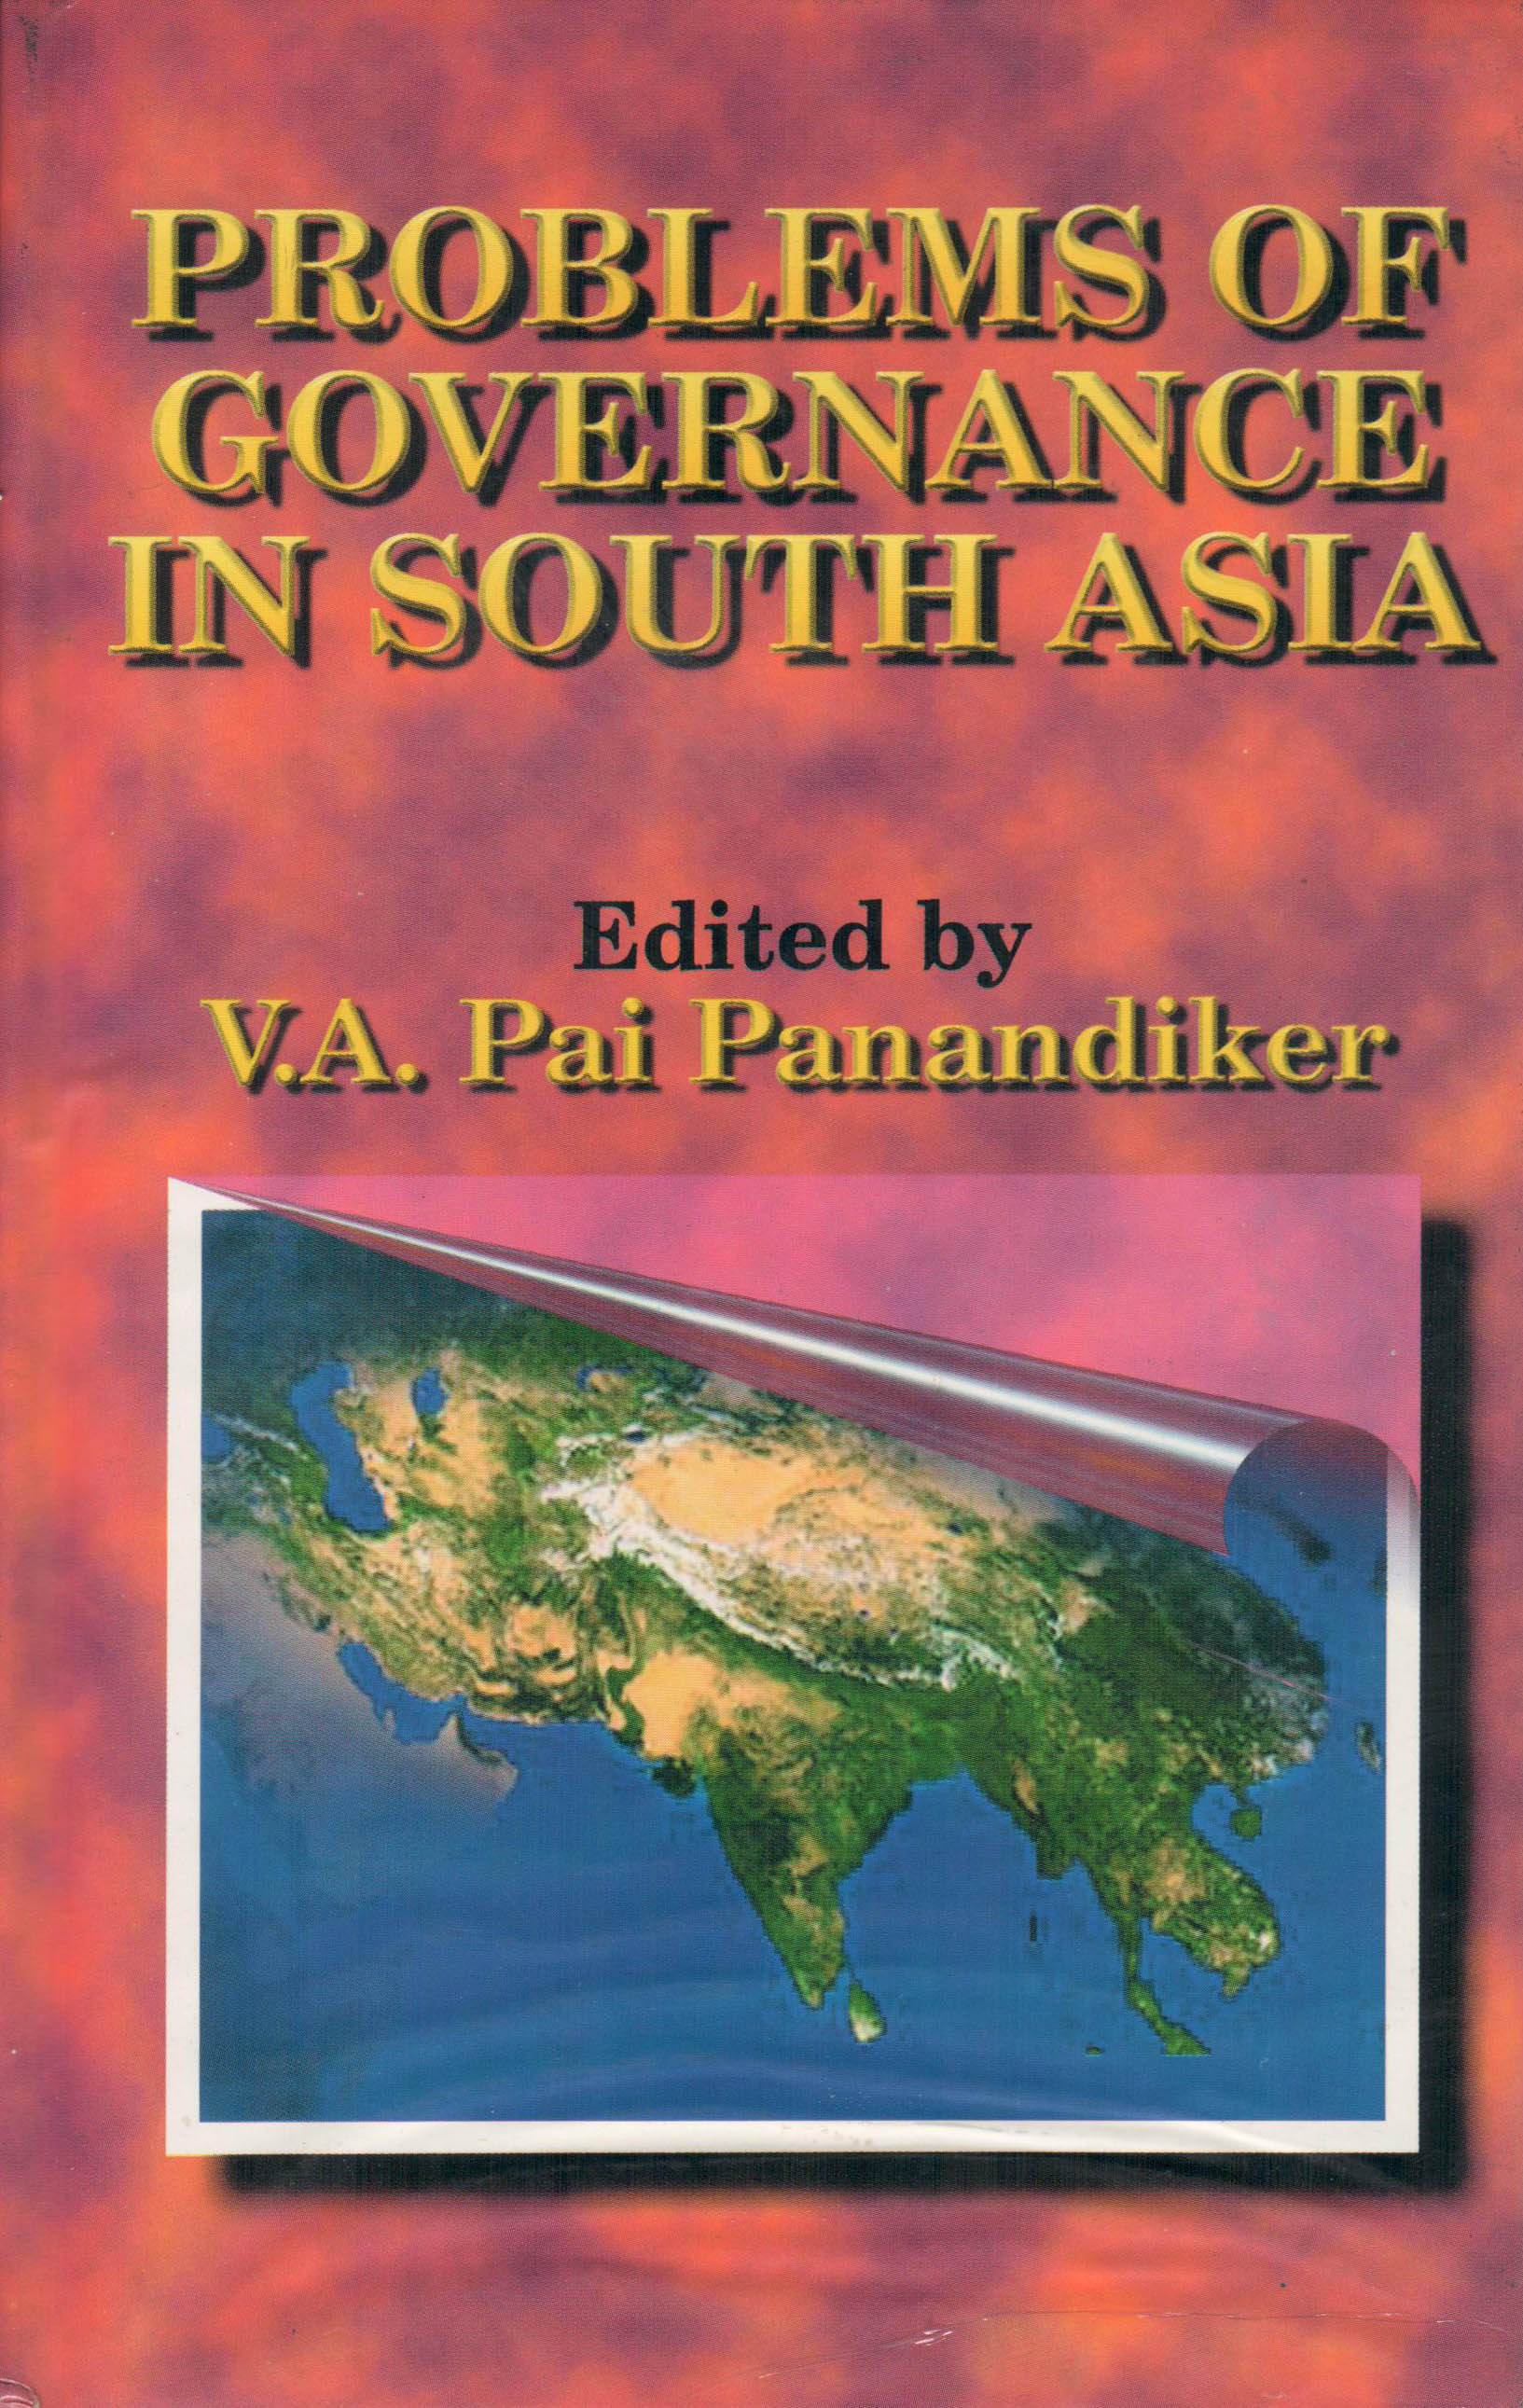 PROBLEMS OF
GOVERNANCE
IN SOUTH ASIA
Edited by
V.A. Pai Panandiker